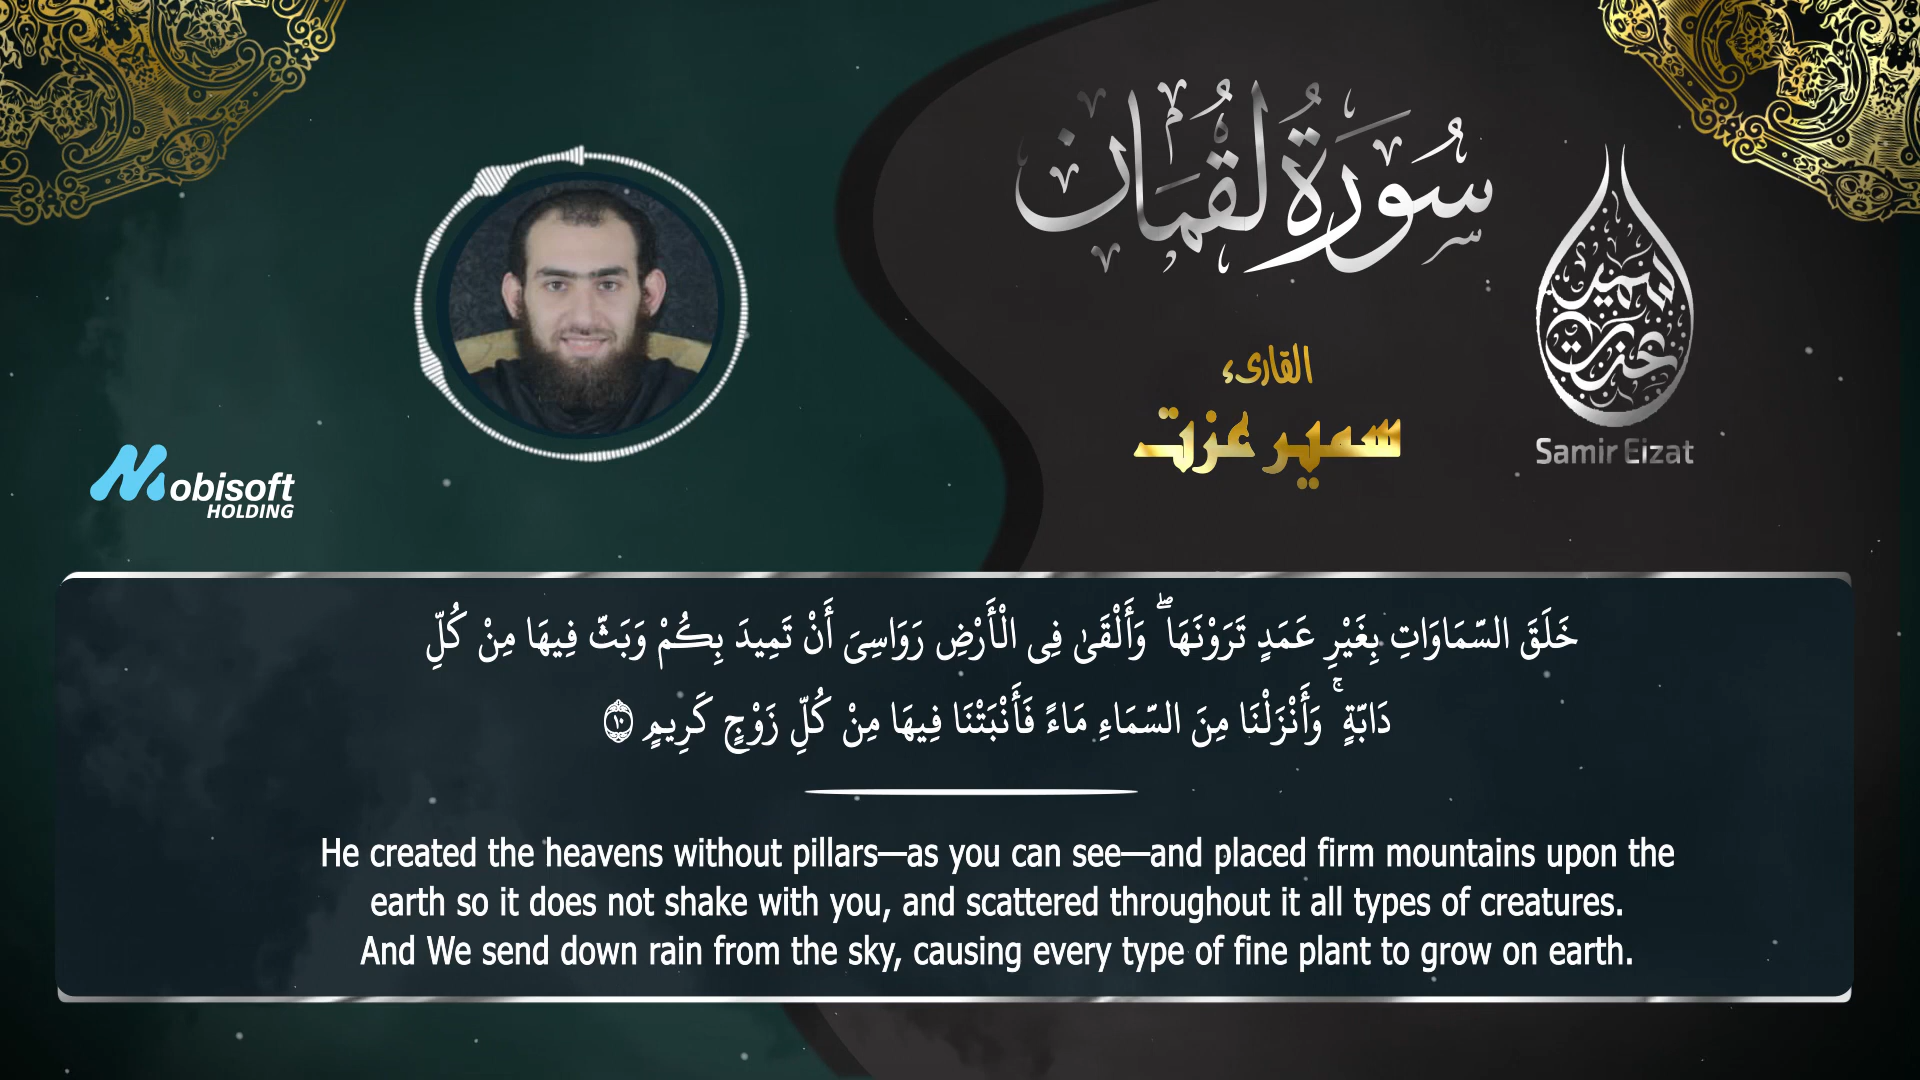 سُورَةُ لُقْمَان
القارىء
سمير عزت
سمير عزت
Samir Eizat
Mobisoft
HOLDING
خَلَقَ السَّمَاوَاتِ بِغَيْرِ عَمَدٍ تَرَوْنَهَا ۖ وَأَلْقَىٰ فِى الْأَرْضِ رَوَاسِىَ أَنْ تَمِيدَ بِكُمْ وَبَثَّ فِيهَا مِنْ كُلِّ
دَابَّةٍ ۚ وَأَنْزَلْنَا مِنَ السَّمَاءِ مَاءً فَأَنْبَتْنَا فِيهَا مِنْ كُلِّ زَوْجٍ كَرِيمٍ ١٠
He created the heavens without pillars—as you can see—and placed firm mountains upon the
earth so it does not shake with you, and scattered throughout it all types of creatures.
And We send down rain from the sky, causing every type of fine plant to grow on earth.